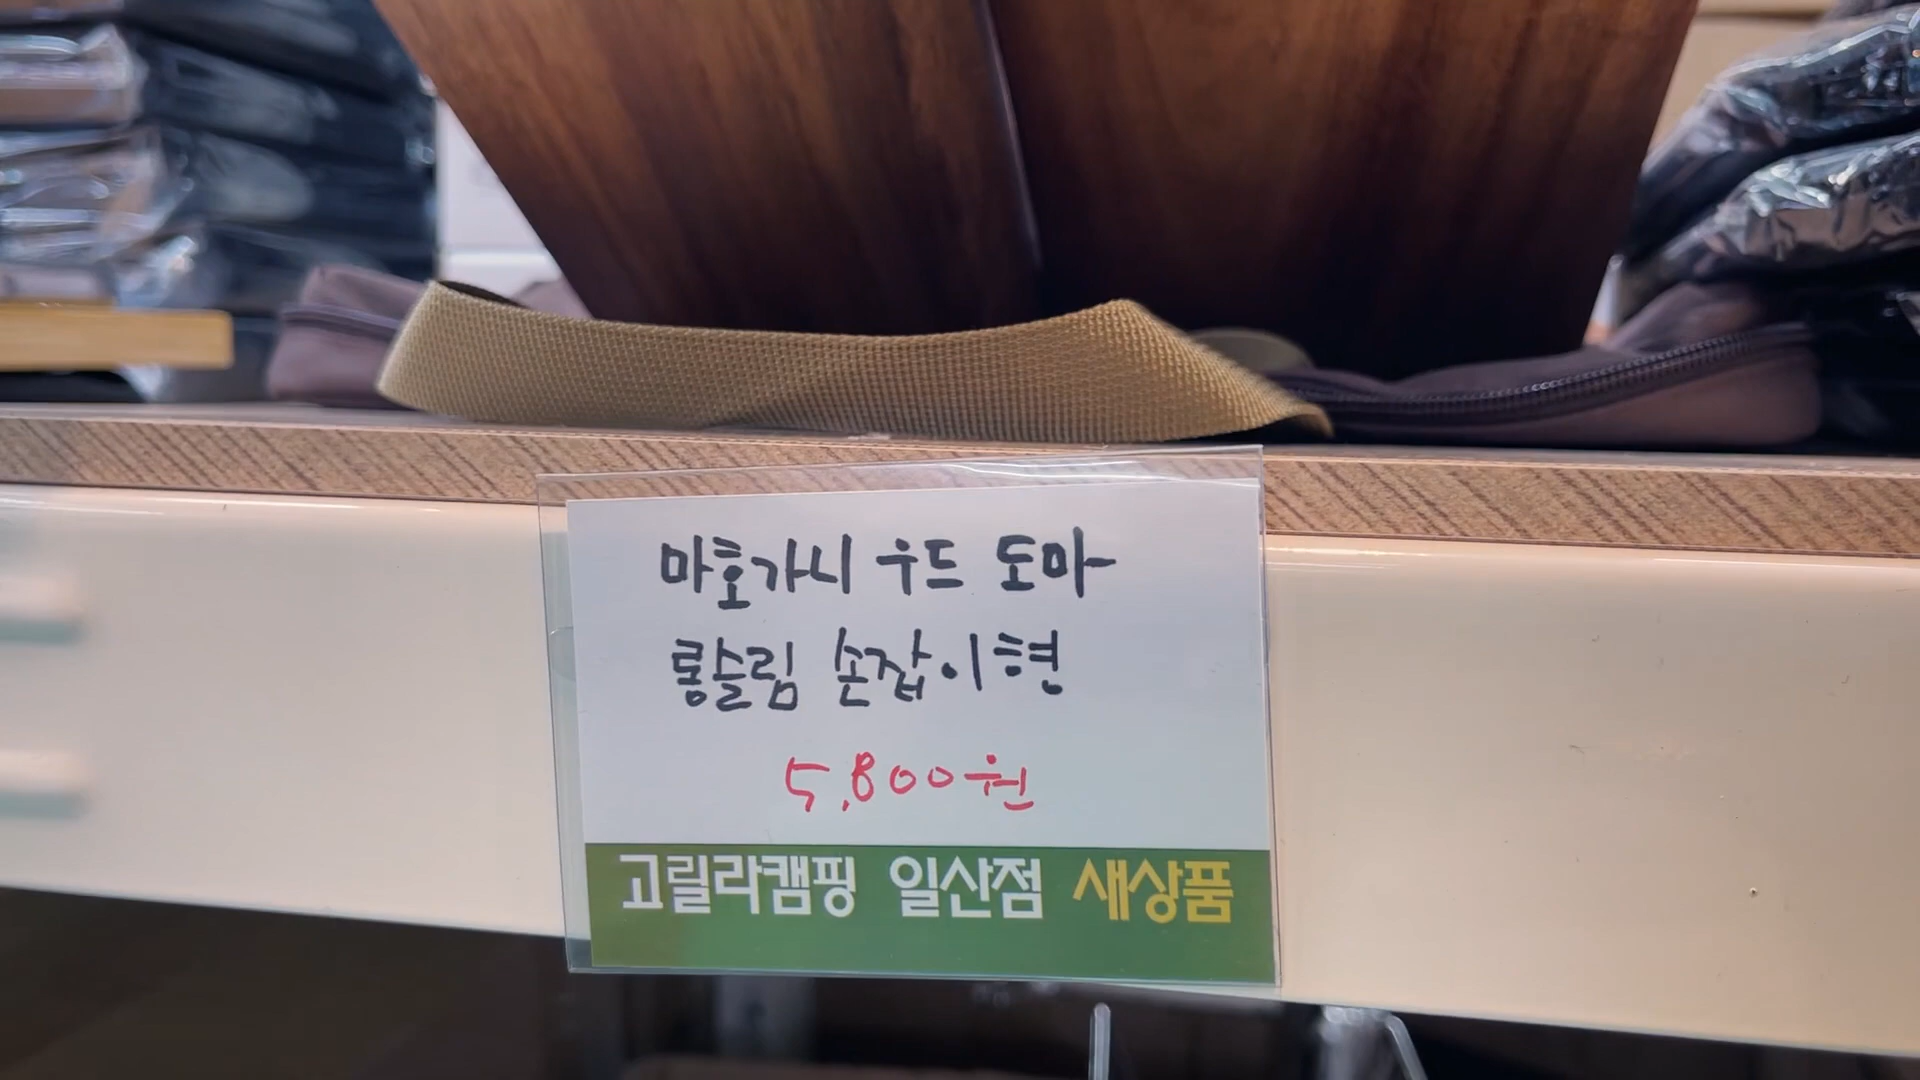 마호가니 우드 도마
롱슬림 손잡이현
5,800원
고릴라캠핑 일산점 새상품